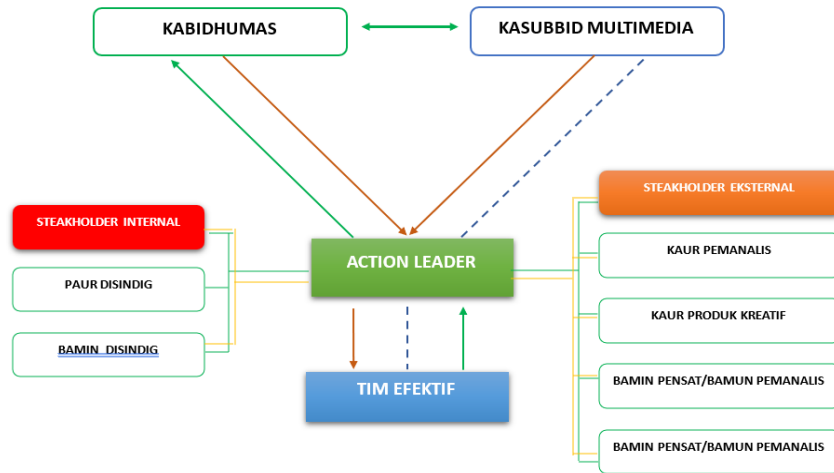 KABIDHUMAS
KASUBBID MULTIMEDIA
STEAKHOLDER INTERNAL
PAUR DISINDIG
BAMIN DISINDIG
ACTION LEADER
TIM EFEKTIF
STEAKHOLDER EKSTERNAL
KAUR PEMANALIS
KAUR PRODUK KREATIF
BAMIN PENSAT/BAMUN PEMANALIS
BAMIN PENSAT/BAMUN PEMANALIS